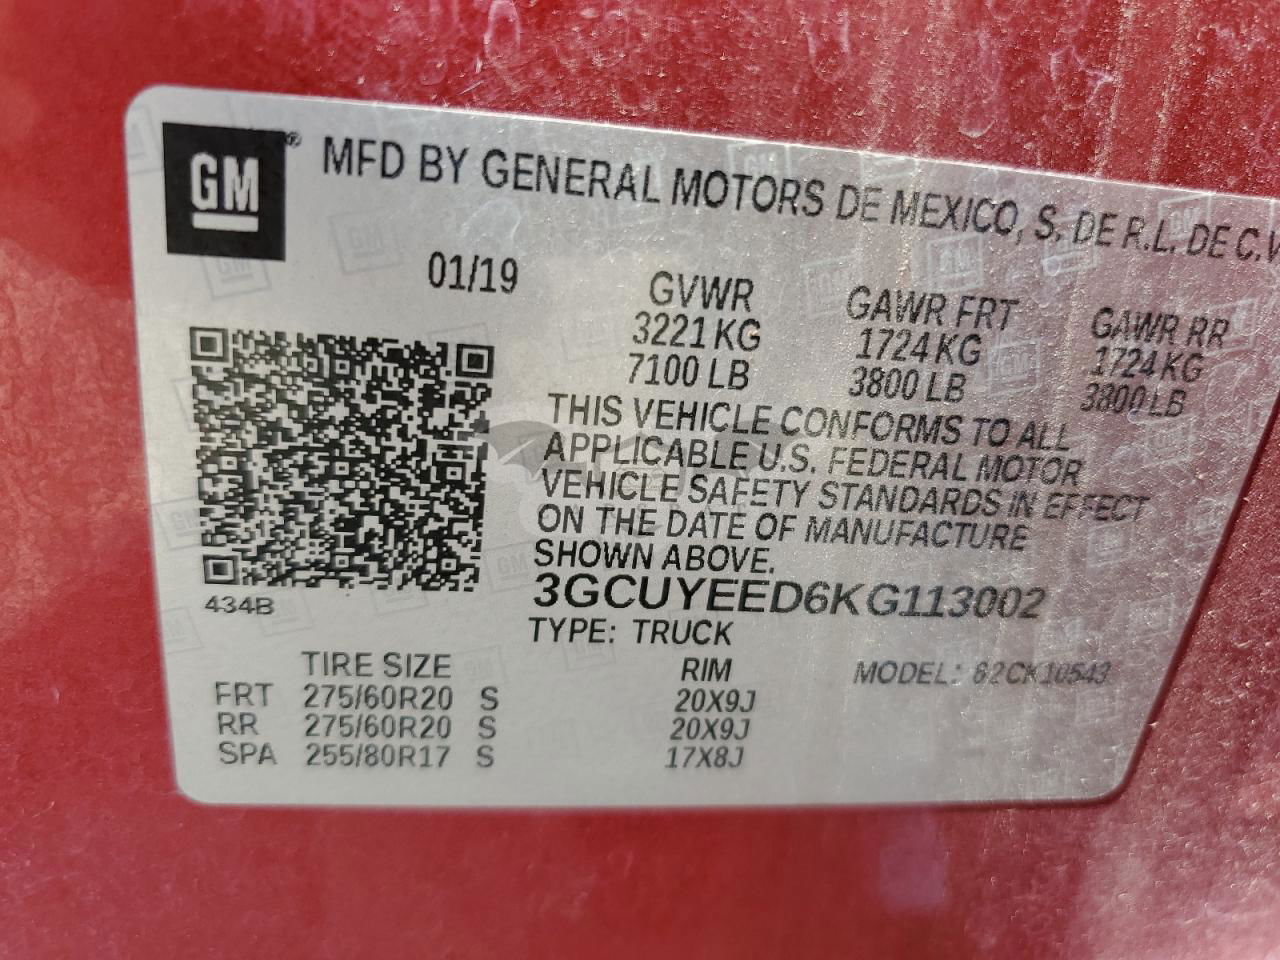 GM ® MFD BY GENERAL MOTORS DE MEXICO, S. DE R.L. DE C.V
01/19
GVWR GAWR FRT GAWR RR
3221 KG 1724 KG 1724 KG
7100 LB 3800 LB 3800 LB
THIS VEHICLE CONFORMS TO ALL
APPLICABLE U.S. FEDERAL MOTOR
VEHICLE SAFETY STANDARDS IN EFFECT
ON THE DATE OF MANUFACTURE
SHOWN ABOVE.
3GCUYEED6KG113002
434B
TYPE: TRUCK
TIRE SIZE RIM MODEL: 62CK10543
FRT 275/60R20 S 20X9J
RR 275/60R20 S 20X9J
SPA 255/80R17 S 17X8J